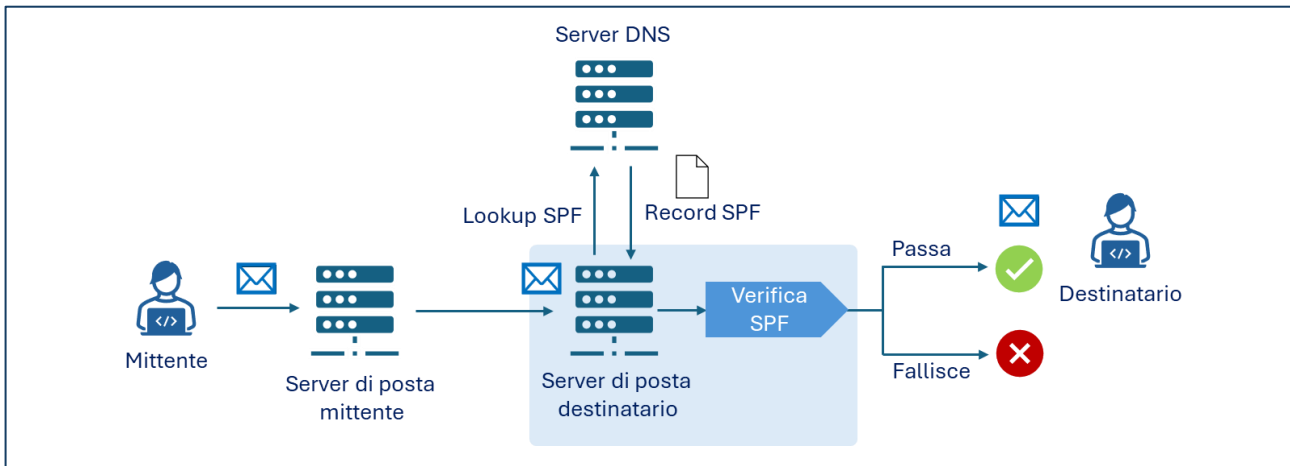 Server DNS
Lookup SPF
Record SPF
Mittente
Server di posta
mittente
Server di posta
destinatario
Verifica
SPF
Passa
Fallisce
Destinatario